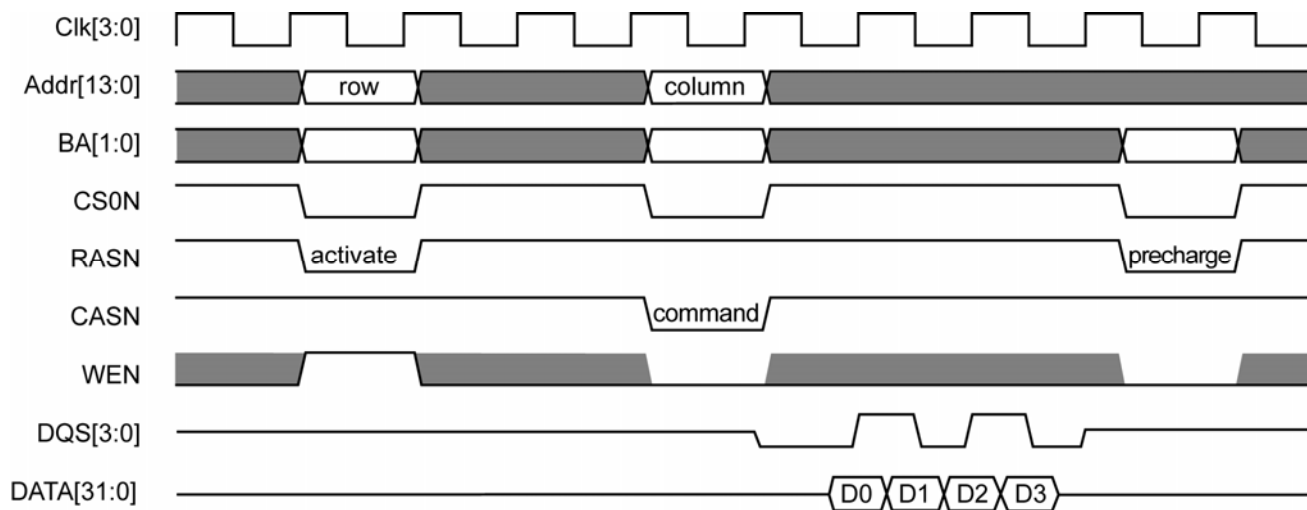 Clk[3:0]
Addr[13:0] row column
BA[1:0]
CS0N
RASN activate precharge
CASN command
WEN
DQS[3:0]
DATA[31:0] D0 D1 D2 D3